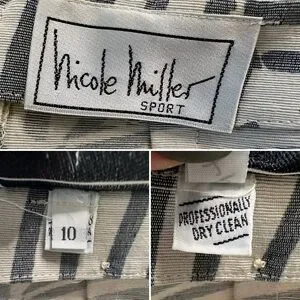 Nicole Miller
SPORT
10
PROFESSIONALLY
DRY CLEAN